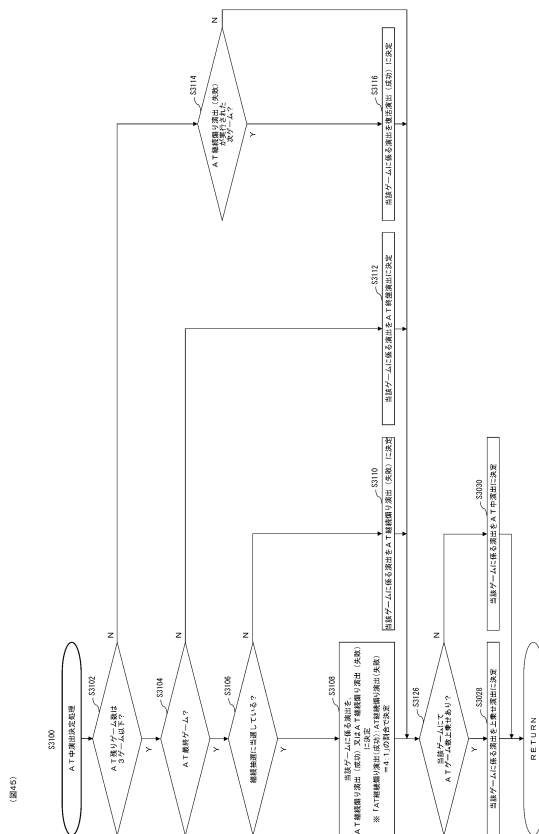 (図45)
S3100
AT中演出決定処理
S3102
AT残りゲーム数は
3ゲーム以下?
N
Y
S3104
AT最終ゲーム?
N
Y
S3106
継続抽選に当選している?
N
Y
S3108
当該ゲームに係る演出を、
AT継続煽り演出(成功)又はAT継続煽り演出(失敗)
に決定
※「AT継続煽り演出(成功):AT継続煽り演出(失敗)
=4:1」の割合で決定
S3110
当該ゲームに係る演出をAT継続煽り演出(失敗)に決定
S3112
当該ゲームに係る演出をAT終盤演出に決定
S3114
AT継続煽り演出(失敗)
が実行された
次ゲーム?
N
Y
S3116
当該ゲームに係る演出を復活演出(成功)に決定
S3126
当該ゲームにて
ATゲーム数上乗せあり?
N
Y
S3028
当該ゲームに係る演出を上乗せ演出に決定
S3030
当該ゲームに係る演出をAT中演出に決定
RETURN